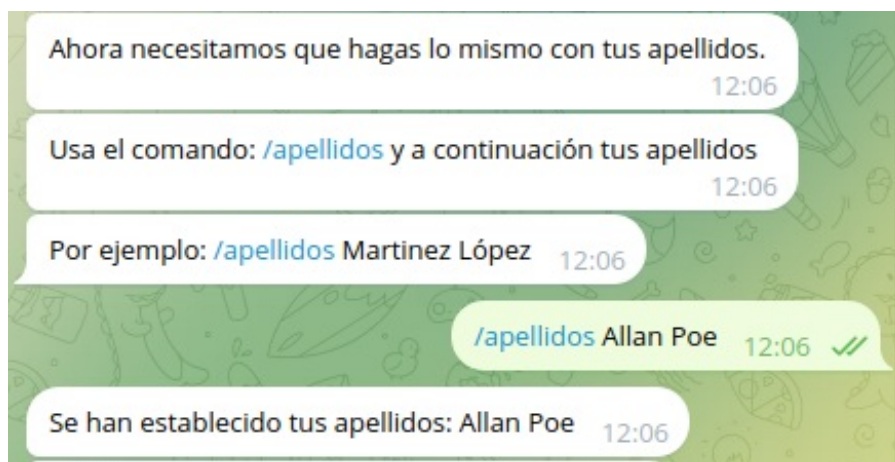 Ahora necesitamos que hagas lo mismo con tus apellidos.
12:06
Usa el comando: /apellidos y a continuación tus apellidos
12:06
Por ejemplo: /apellidos Martinez López 12:06
/apellidos Allan Poe 12:06
Se han establecido tus apellidos: Allan Poe 12:06